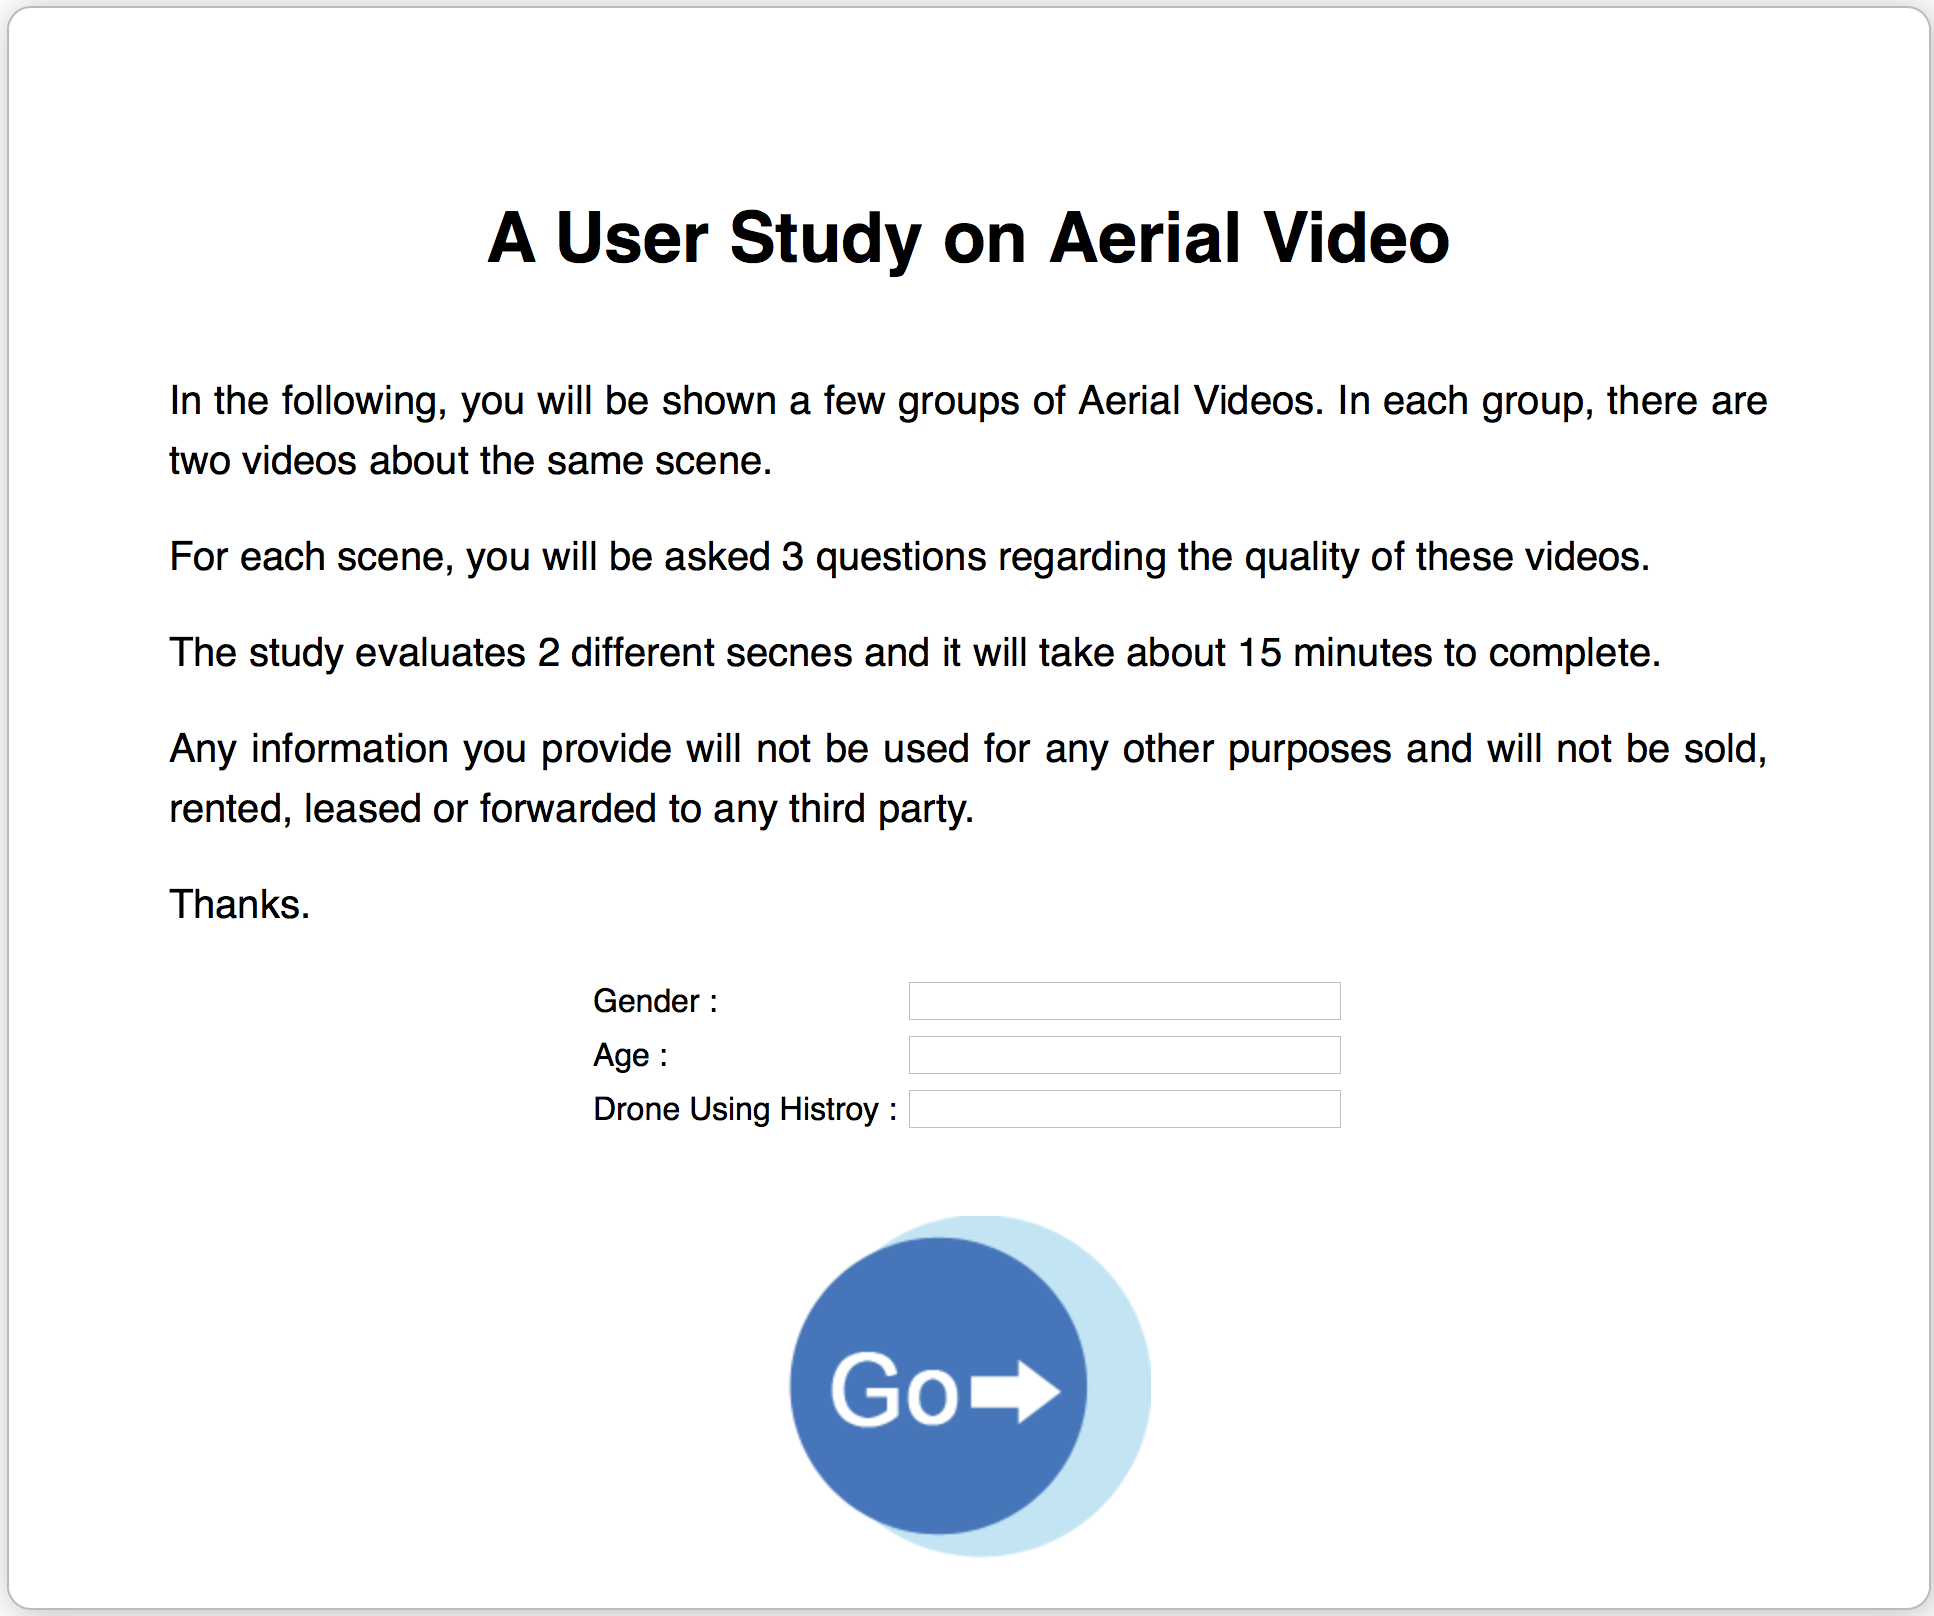 A User Study on Aerial Video
In the following, you will be shown a few groups of Aerial Videos. In each group, there are
two videos about the same scene.
For each scene, you will be asked 3 questions regarding the quality of these videos.
The study evaluates 2 different secnes and it will take about 15 minutes to complete.
Any information you provide will not be used for any other purposes and will not be sold,
rented, leased or forwarded to any third party.
Thanks.
Gender :
Age :
Drone Using Histroy :
Go